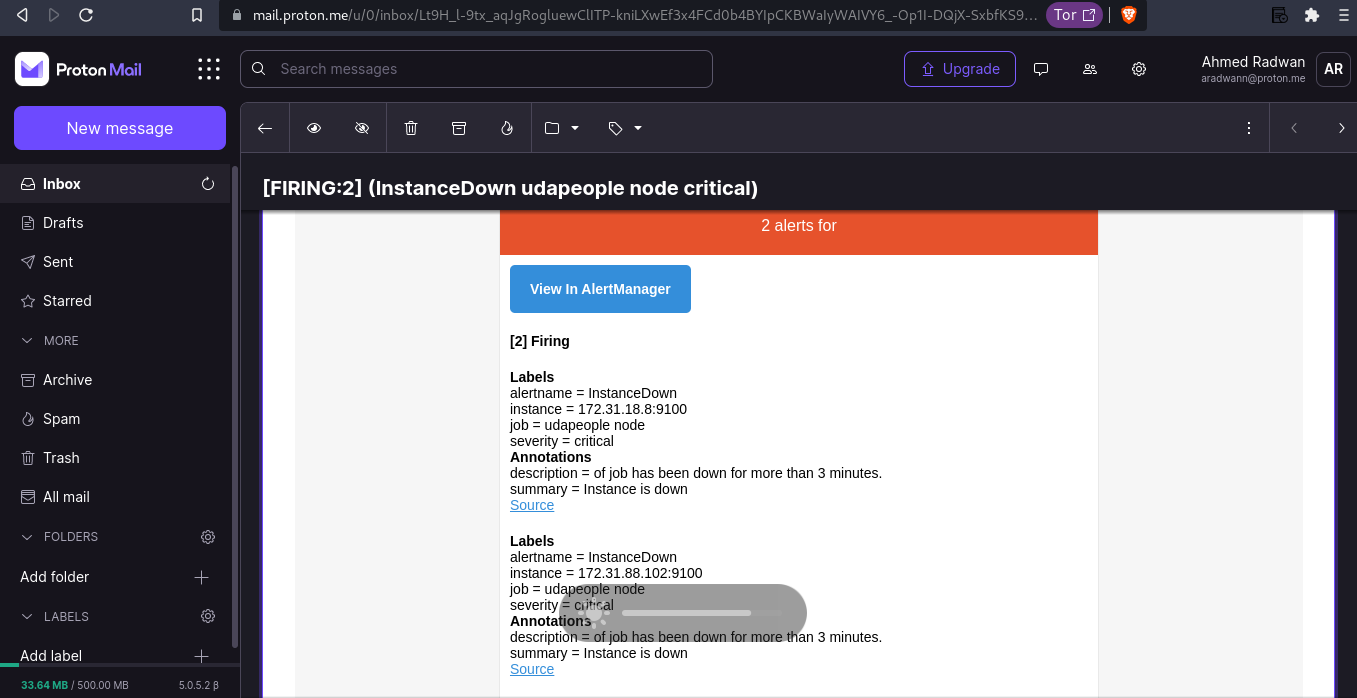 mail.proton.me/u/0/inbox/Lt9H_l-9tx_aqJgRogluewClITP-kniLXwEf3x4FCd0b4BYIpCKBWaIyWAIVY6_-Op1I-DQjX-SxbfKS9...
Tor
Proton Mail
Search messages
Upgrade
Ahmed Radwan
aradwann@proton.me
AR
New message
Inbox
Drafts
Sent
Starred
MORE
Archive
Spam
Trash
All mail
FOLDERS
Add folder
LABELS
Add label
33.64 MB / 500.00 MB
5.0.5.2 β
[FIRING:2] (InstanceDown udapeople node critical)
2 alerts for
View In AlertManager
[2] Firing
Labels
alertname = InstanceDown
instance = 172.31.18.8:9100
job = udapeople node
severity = critical
Annotations
description = of job has been down for more than 3 minutes.
summary = Instance is down
Source
Labels
alertname = InstanceDown
instance = 172.31.88.102:9100
job = udapeople node
severity = critical
Annotations
description = of job has been down for more than 3 minutes.
summary = Instance is down
Source